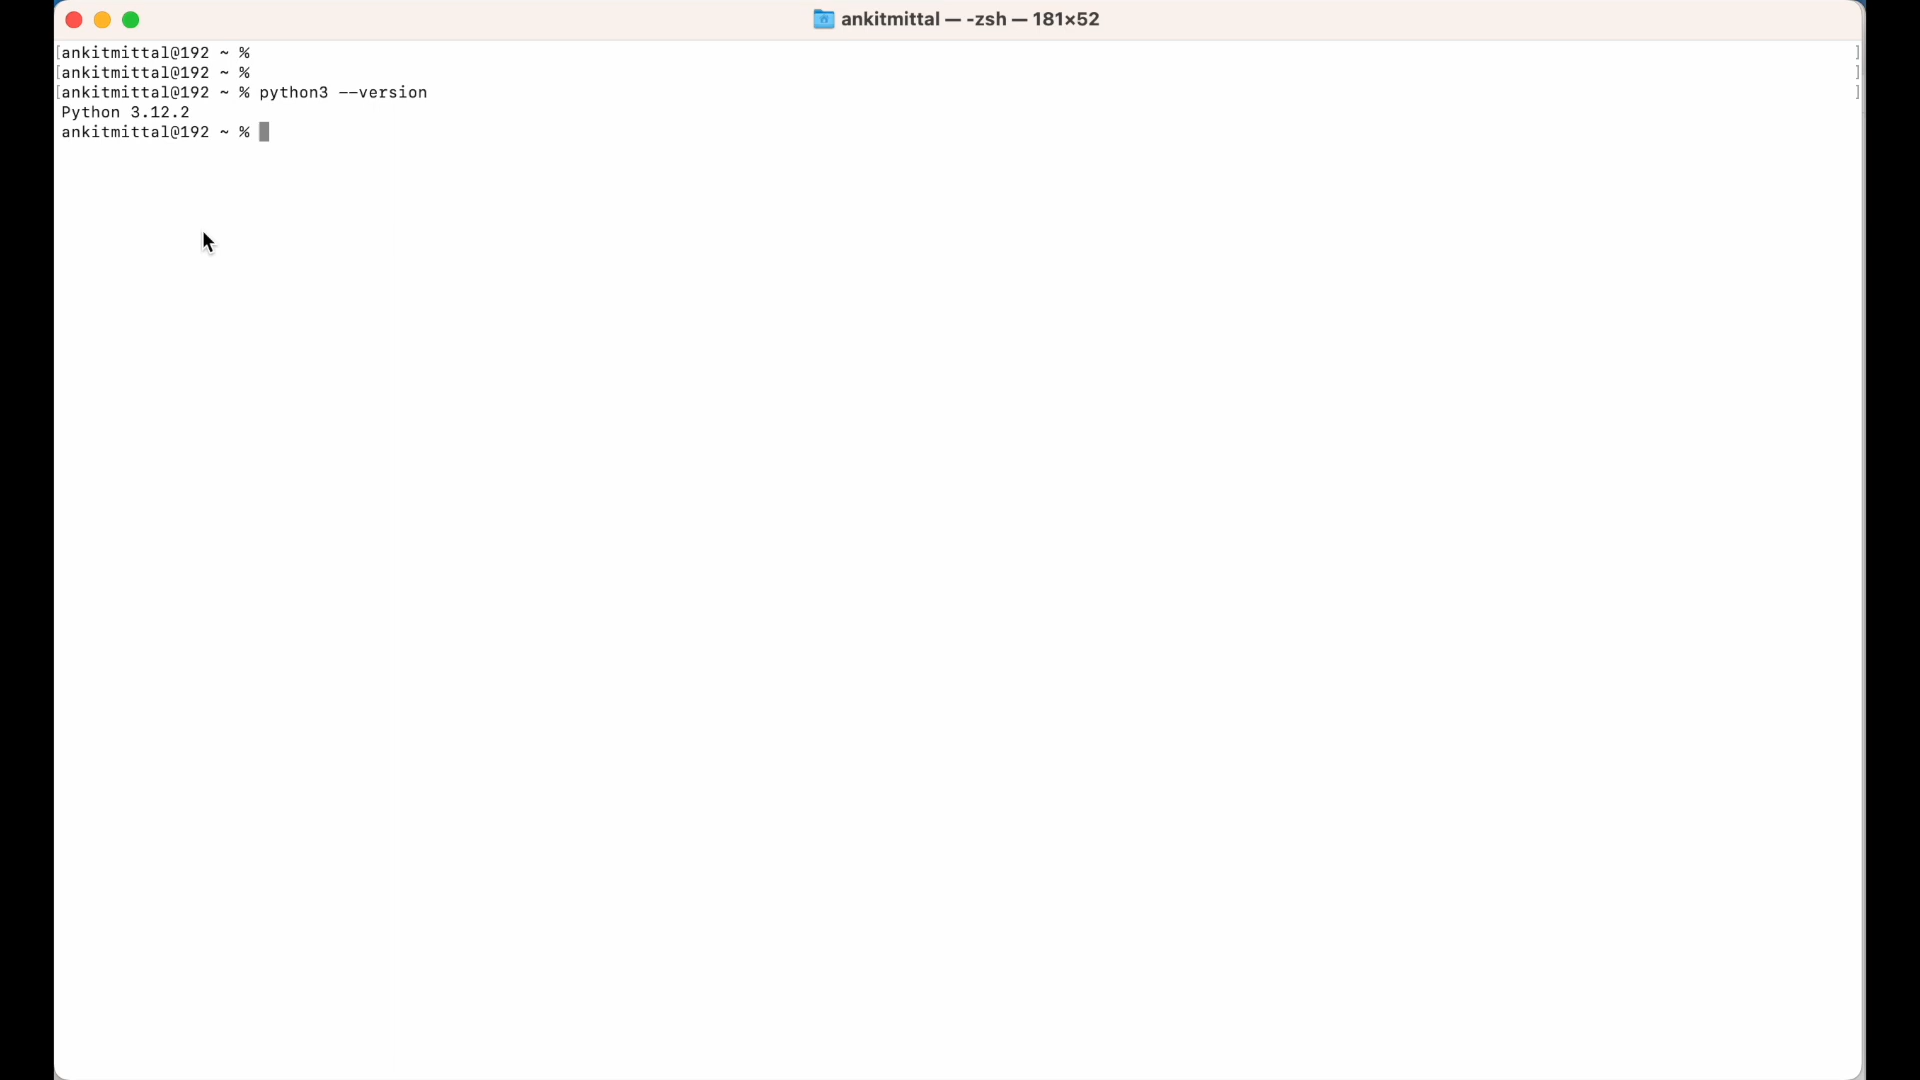 ankitmittal — -zsh — 181×52
[ankitmittal@192 ~ % ]
[ankitmittal@192 ~ % ]
[ankitmittal@192 ~ % python3 --version ]
Python 3.12.2
ankitmittal@192 ~ %